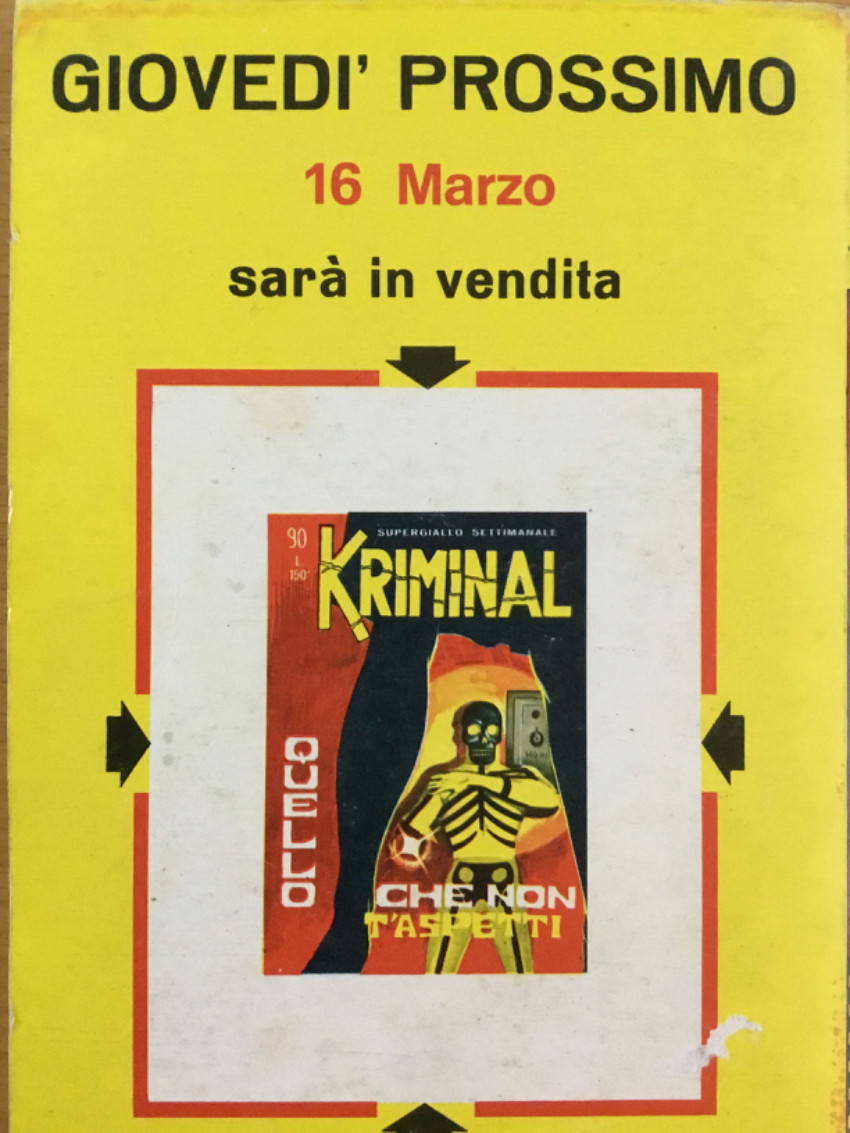 GIOVEDI' PROSSIMO
16 Marzo
sarà in vendita
90
L.
150
SUPERGIALLO SETTIMANALE
KRIMINAL
QUELLO
CHE NON
T'ASPETTI